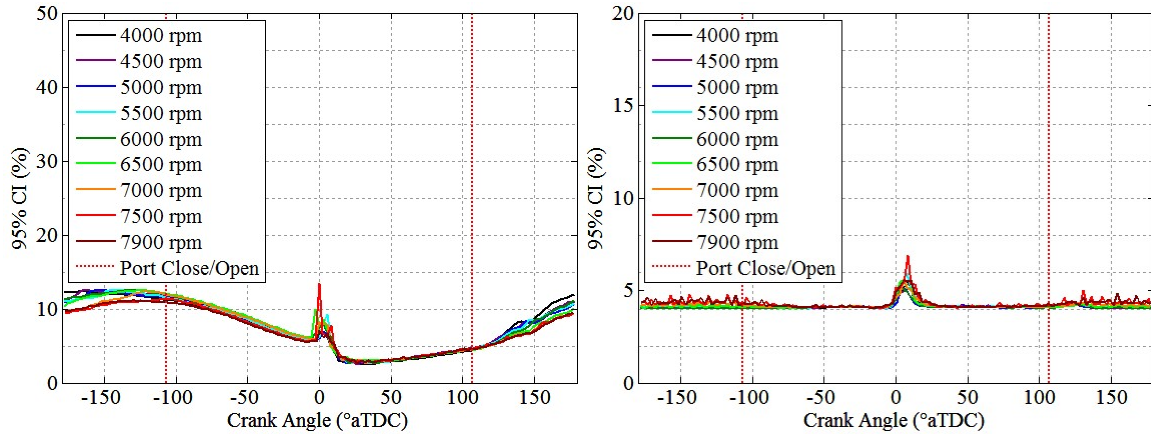 50
40
30
20
10
0
95% CI (%)
4000 rpm
4500 rpm
5000 rpm
5500 rpm
6000 rpm
6500 rpm
7000 rpm
7500 rpm
7900 rpm
Port Close/Open
-150 -100 -50 0 50 100 150
Crank Angle (°aTDC)
20
15
10
5
0
95% CI (%)
4000 rpm
4500 rpm
5000 rpm
5500 rpm
6000 rpm
6500 rpm
7000 rpm
7500 rpm
7900 rpm
Port Close/Open
-150 -100 -50 0 50 100 150
Crank Angle (°aTDC)